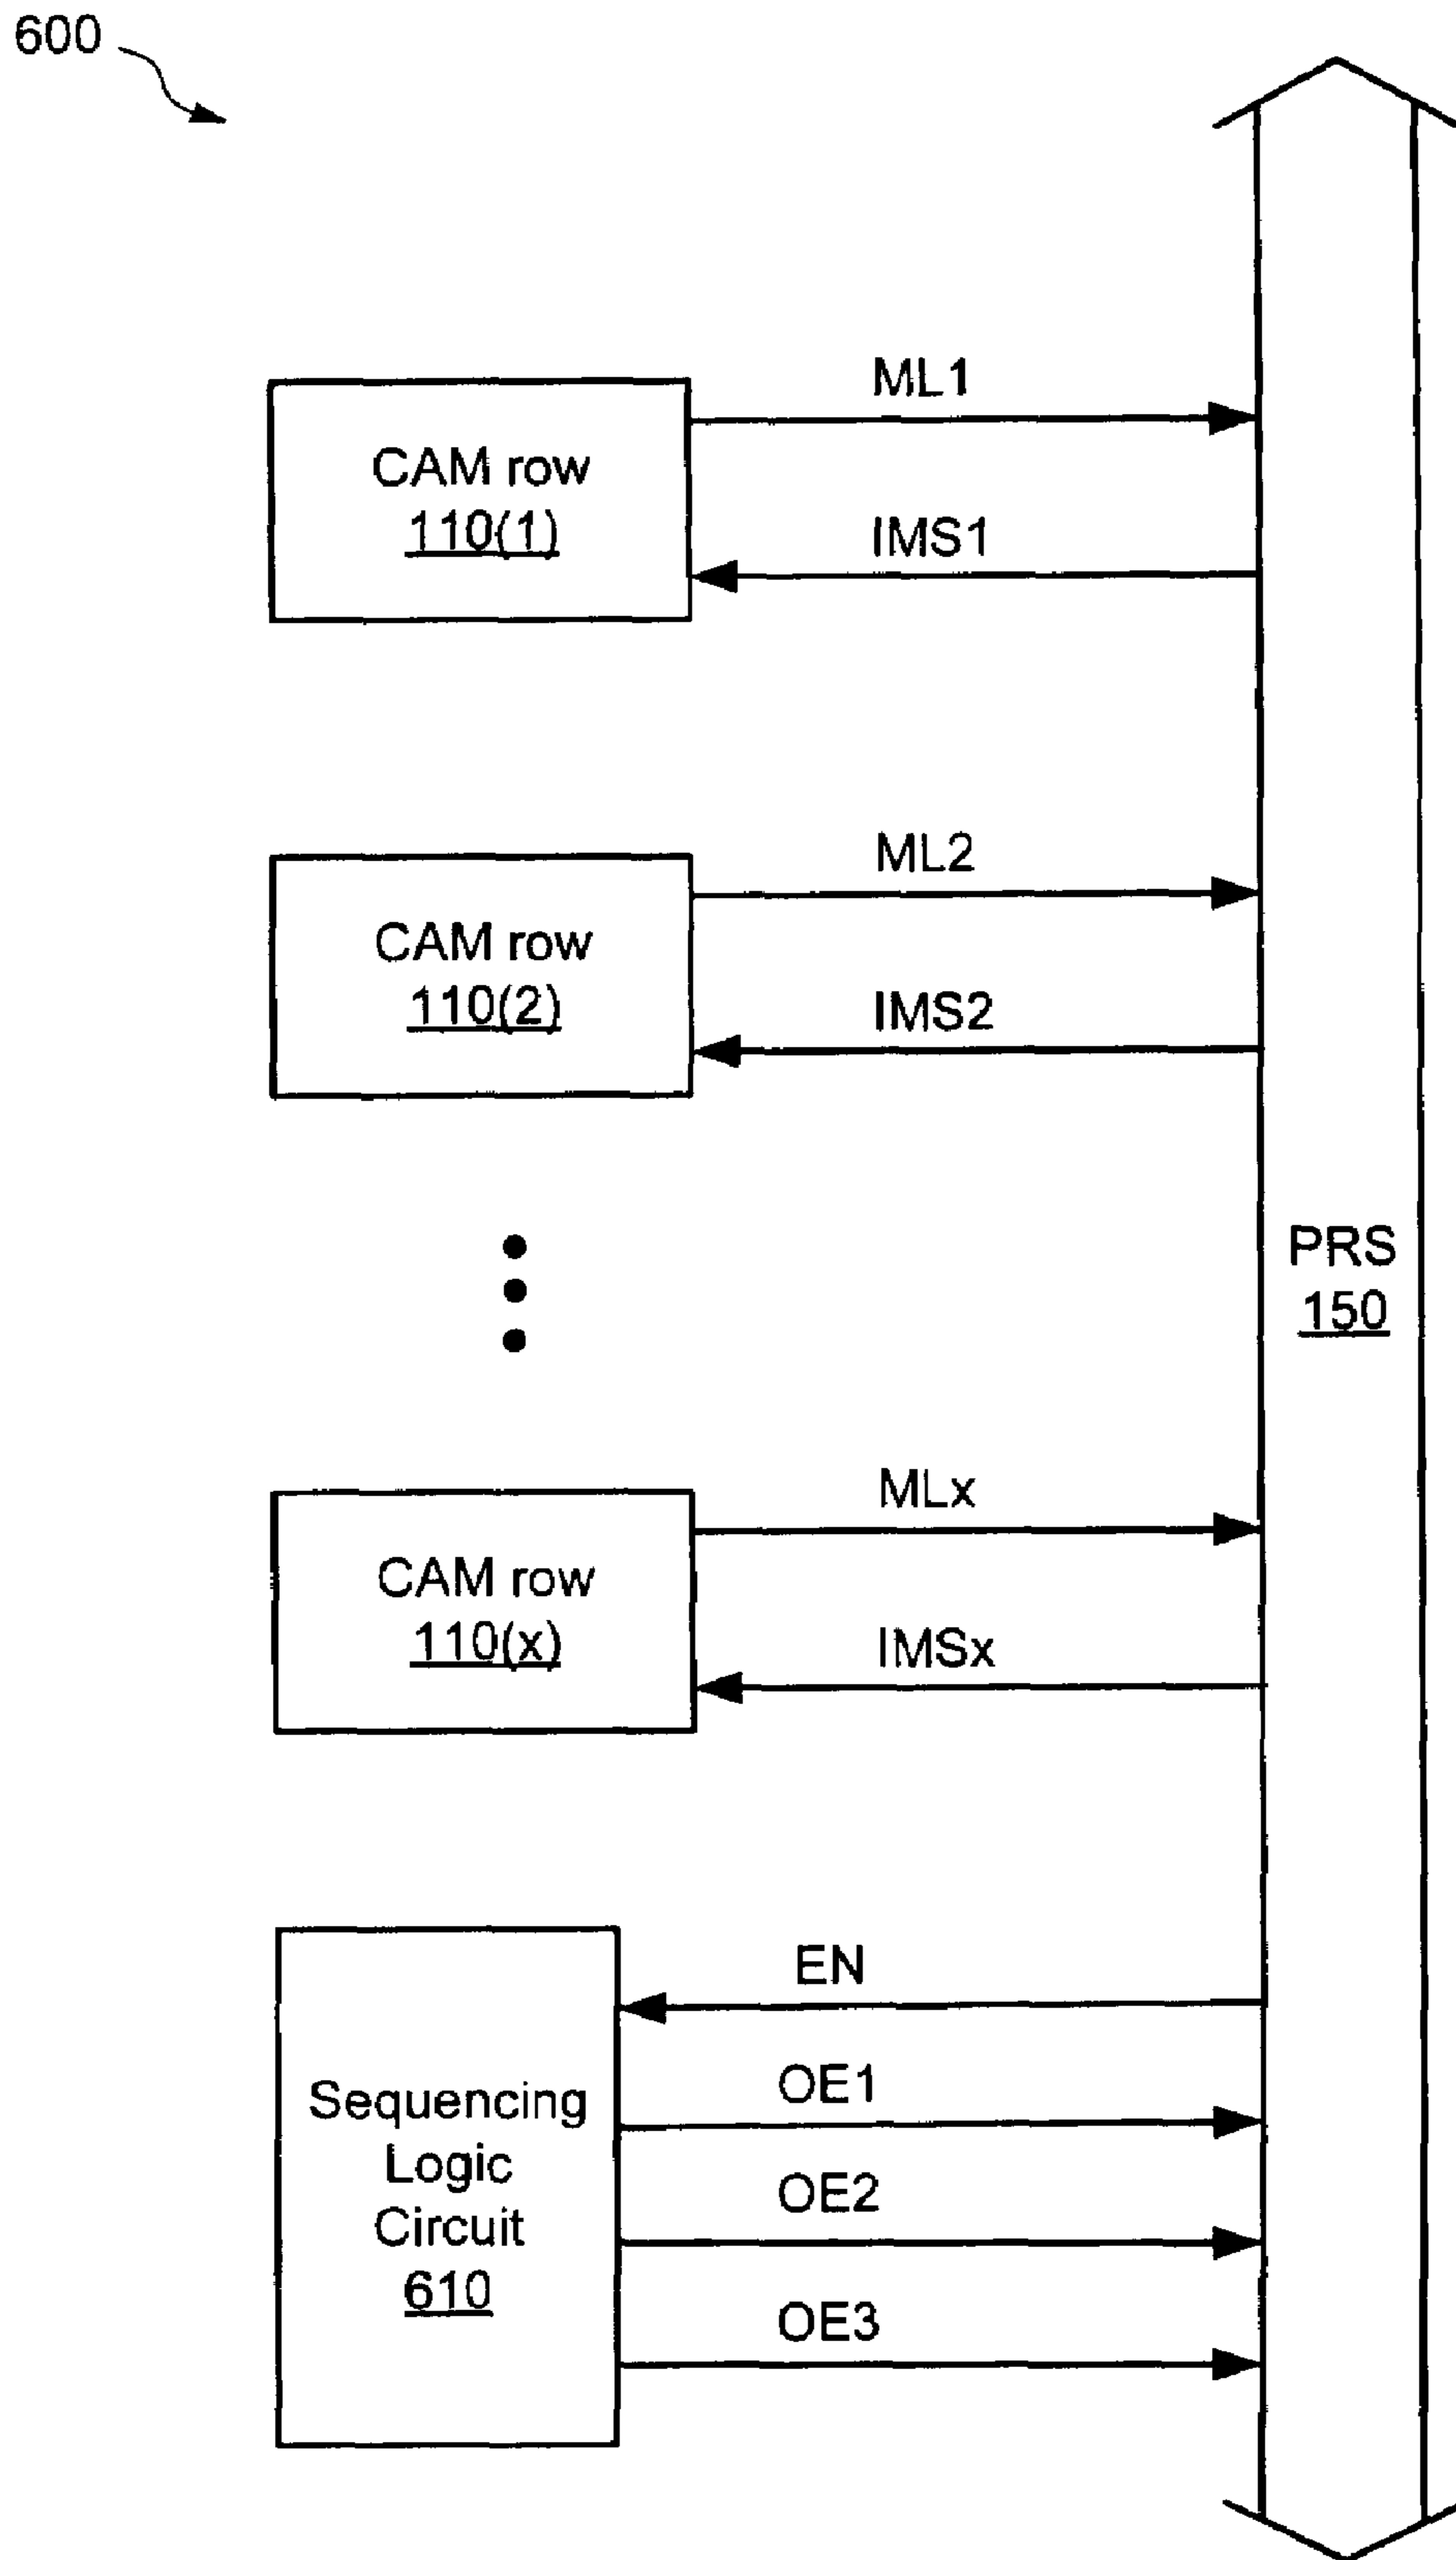 600
ML1
CAM row
110(1)
IMS1
ML2
CAM row
110(2)
IMS2
PRS
150
MLx
CAM row
110(x)
IMSx
EN
OE1
Sequencing
Logic
Circuit
610
OE2
OE3